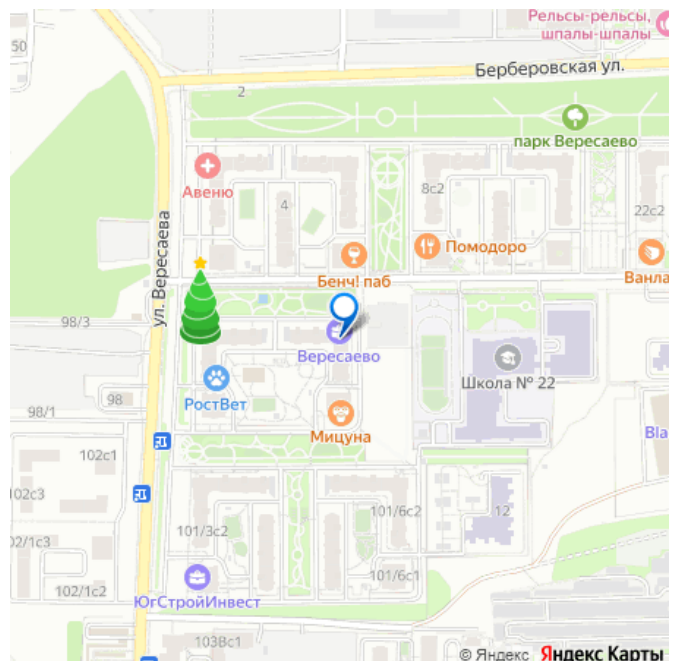 Рельсы-рельсы,
шпалы-шпалы
50
Берберовская ул.
2
парк Вересаево
Авеню
8с2
4
22с2
ул. Вересаева
Помодоро
Бенч! паб
Ванла
98/3
Вересаево
Школа № 22
98
РостВет
98/1
Мицуна
Bla
102с1
02с3
101/3с2
101/6с2
12
02/1с3
102/1с2
ЮгСтройИнвест
101/6с1
103Вс1
© Яндекс Яндекс Карты